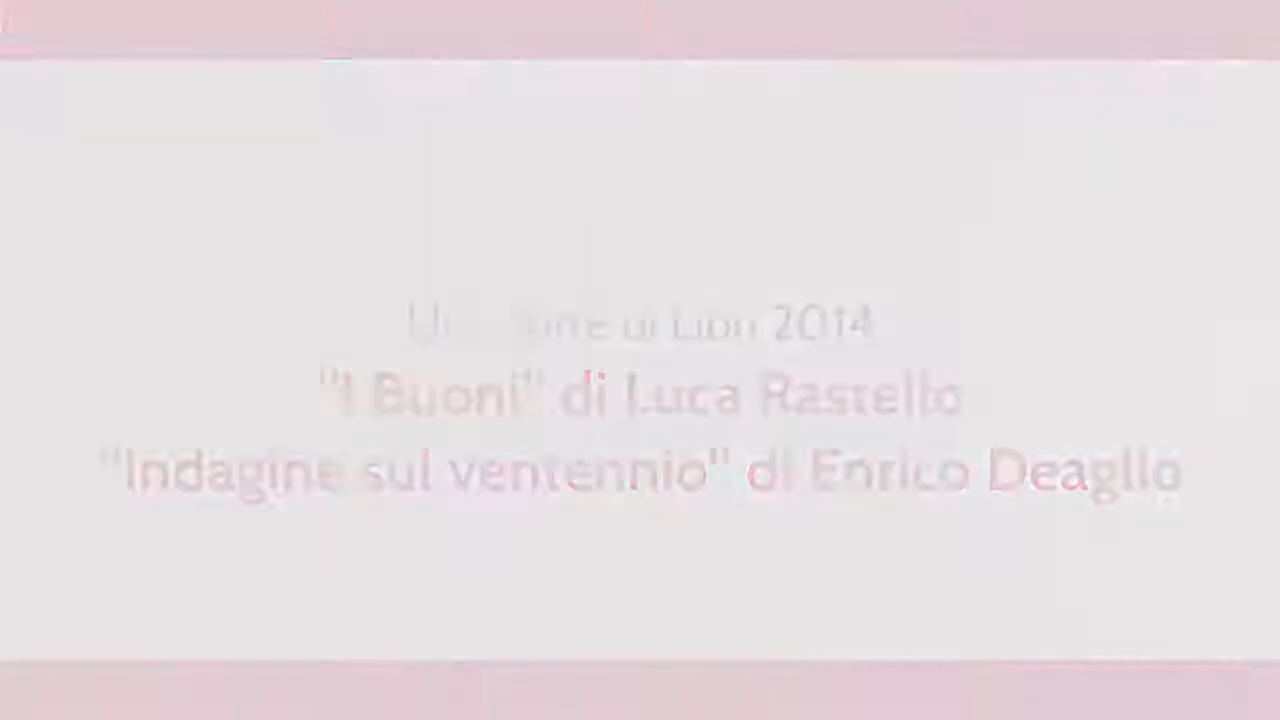 di Libri 2014
"I Buoni" di Luca Rastello
"Indagine sul ventennio" di Enrico Deaglio